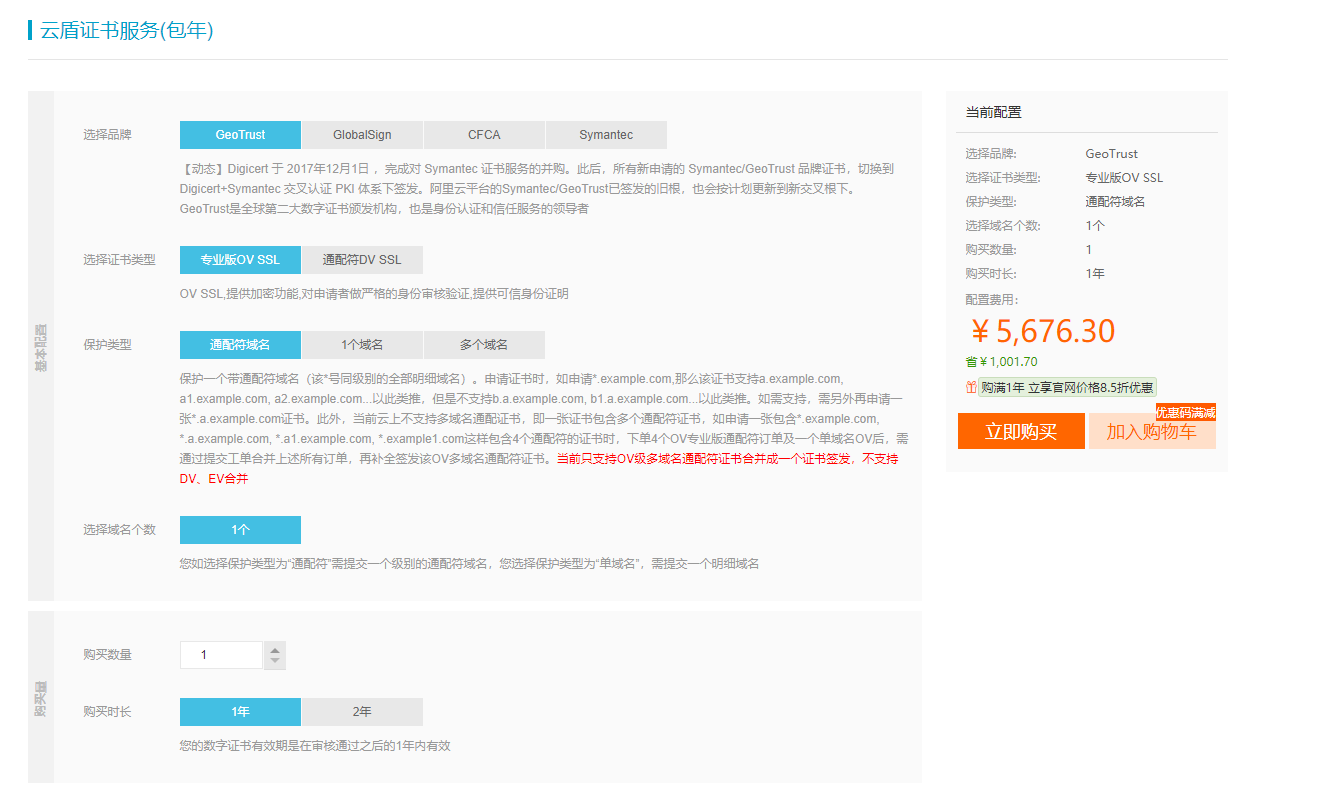 云盾证书服务(包年)
基本配置
选择品牌
GeoTrust
GlobalSign
CFCA
Symantec
【动态】Digicert 于 2017年12月1日 ，完成对 Symantec 证书服务的并购。此后，所有新申请的 Symantec/GeoTrust 品牌证书，切换到
Digicert+Symantec 交叉认证 PKI 体系下签发。阿里云平台的Symantec/GeoTrust已签发的旧根，也会按计划更新到新交叉根下。
GeoTrust是全球第二大数字证书颁发机构，也是身份认证和信任服务的领导者
选择证书类型
专业版OV SSL
通配符DV SSL
OV SSL,提供加密功能,对申请者做严格的身份审核验证,提供可信身份证明
保护类型
通配符域名
1个域名
多个域名
保护一个带通配符域名（该*号同级别的全部明细域名）。申请证书时，如申请*.example.com,那么该证书支持a.example.com,
a1.example.com, a2.example.com...以此类推，但是不支持b.a.example.com, b1.a.example.com...以此类推。如需支持，需另外再申请一
张*.a.example.com证书。此外，当前云上不支持多域名通配证书，即一张证书包含多个通配符证书，如申请一张包含*.example.com,
*.a.example.com, *.a1.example.com, *.example1.com这样包含4个通配符的证书时，下单4个OV专业版通配符订单及一个单域名OV后，需
通过提交工单合并上述所有订单，再补全签发该OV多域名通配符证书。当前只支持OV级多域名通配符证书合并成一个证书签发，不支持
DV、EV合并
选择域名个数
1个
您如选择保护类型为“通配符”需提交一个级别的通配符域名，您选择保护类型为“单域名”，需提交一个明细域名
购买量
购买数量
1
购买时长
1年
2年
您的数字证书有效期是在审核通过之后的1年内有效
当前配置
选择品牌: GeoTrust
选择证书类型: 专业版OV SSL
保护类型: 通配符域名
选择域名个数: 1个
购买数量: 1
购买时长: 1年
配置费用：
¥ 5,676.30
省 ¥ 1,001.70
购满1年 立享官网价格8.5折优惠
优惠码满减
立即购买
加入购物车